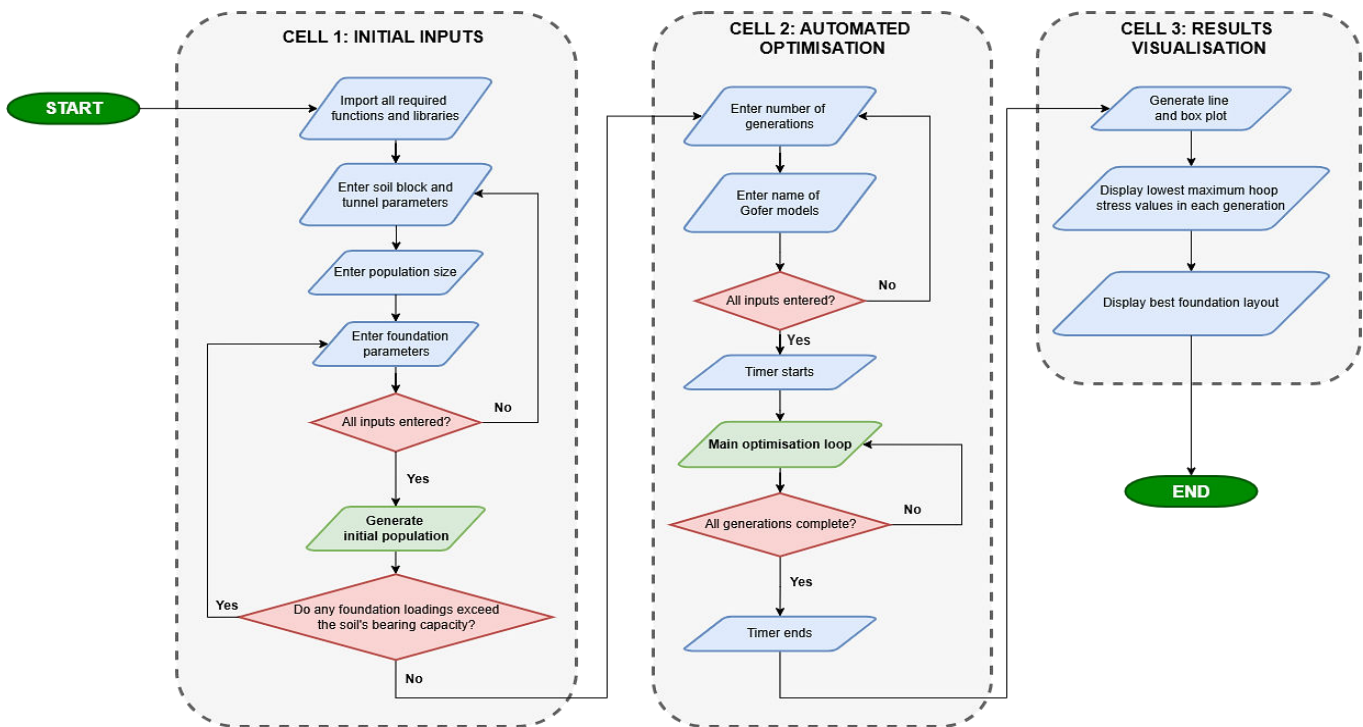 START
CELL 1: INITIAL INPUTS
Import all required
functions and libraries
Enter soil block and
tunnel parameters
Enter population size
Enter foundation
parameters
All inputs entered?
No
Yes
Generate
initial population
Do any foundation loadings exceed
the soil's bearing capacity?
Yes
No
CELL 2: AUTOMATED
OPTIMISATION
Enter number of
generations
Enter name of
Gofer models
All inputs entered?
No
Yes
Timer starts
Main optimisation loop
All generations complete?
No
Yes
Timer ends
CELL 3: RESULTS
VISUALISATION
Generate line
and box plot
Display lowest maximum hoop
stress values in each generation
Display best foundation layout
END